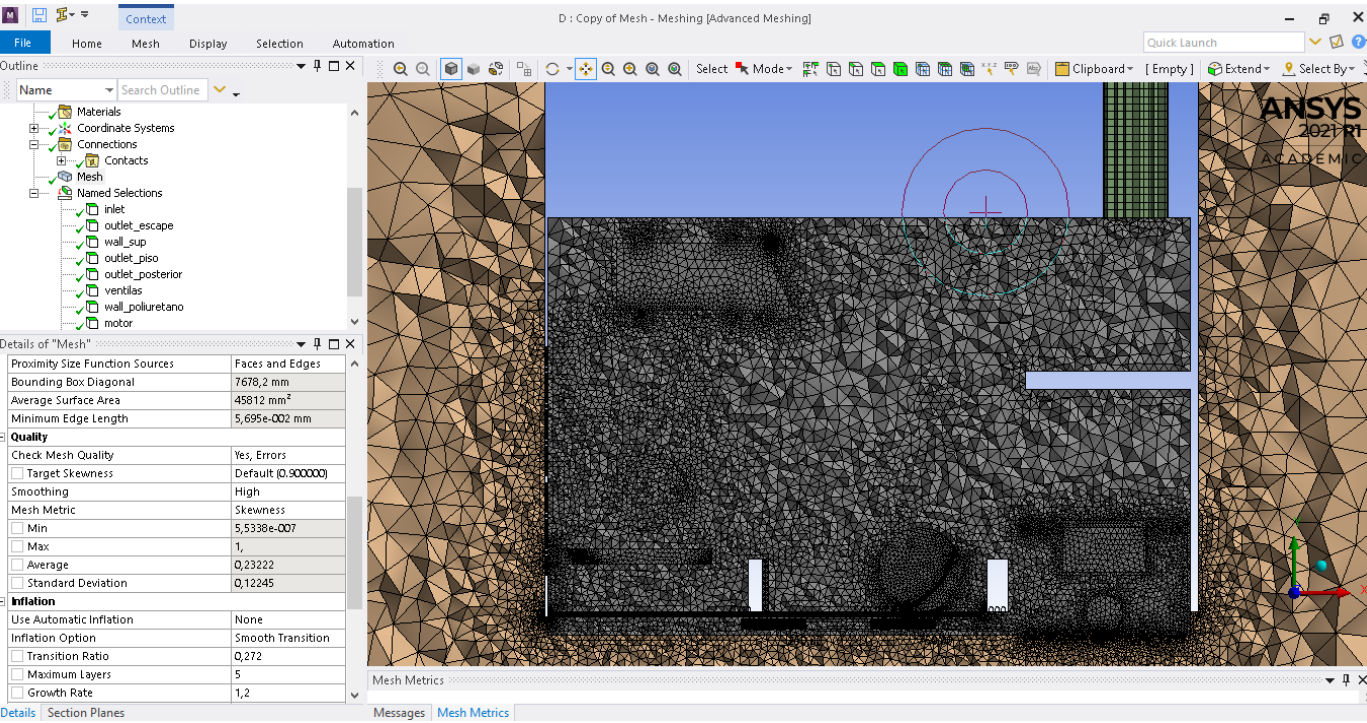 M
Context
D : Copy of Mesh - Meshing [Advanced Meshing]
File Home Mesh Display Selection Automation
Quick Launch
Outline
Name Search Outline
Select Mode Clipboard [ Empty ] Extend Select By
Materials
Coordinate Systems
Connections
Contacts
Mesh
Named Selections
inlet
outlet_escape
wall_sup
outlet_piso
outlet_posterior
ventilas
wall_poliuretano
motor
Details of "Mesh"
Proximity Size Function Sources Faces and Edges
Bounding Box Diagonal 7678,2 mm
Average Surface Area 45812 mm²
Minimum Edge Length 5,695e-002 mm
Quality
Check Mesh Quality Yes, Errors
Target Skewness Default (0.900000)
Smoothing High
Mesh Metric Skewness
Min 5,5338e-007
Max 1,
Average 0,23222
Standard Deviation 0,12245
Inflation
Use Automatic Inflation None
Inflation Option Smooth Transition
Transition Ratio 0,272
Maximum Layers 5
Growth Rate 1,2
Details Section Planes
ANSYS
2021 R1
ACADEMIC
X
Mesh Metrics
Messages Mesh Metrics